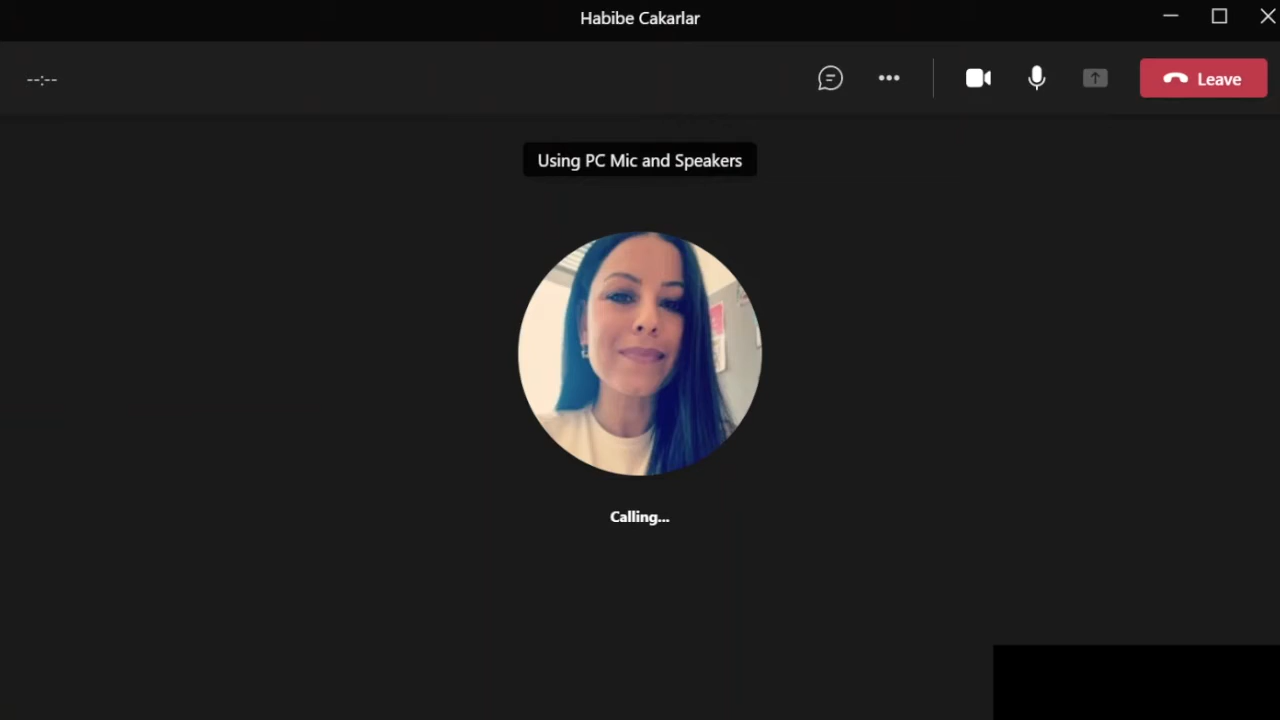 Habibe Cakarlar
--:--
Leave
Using PC Mic and Speakers
Calling...